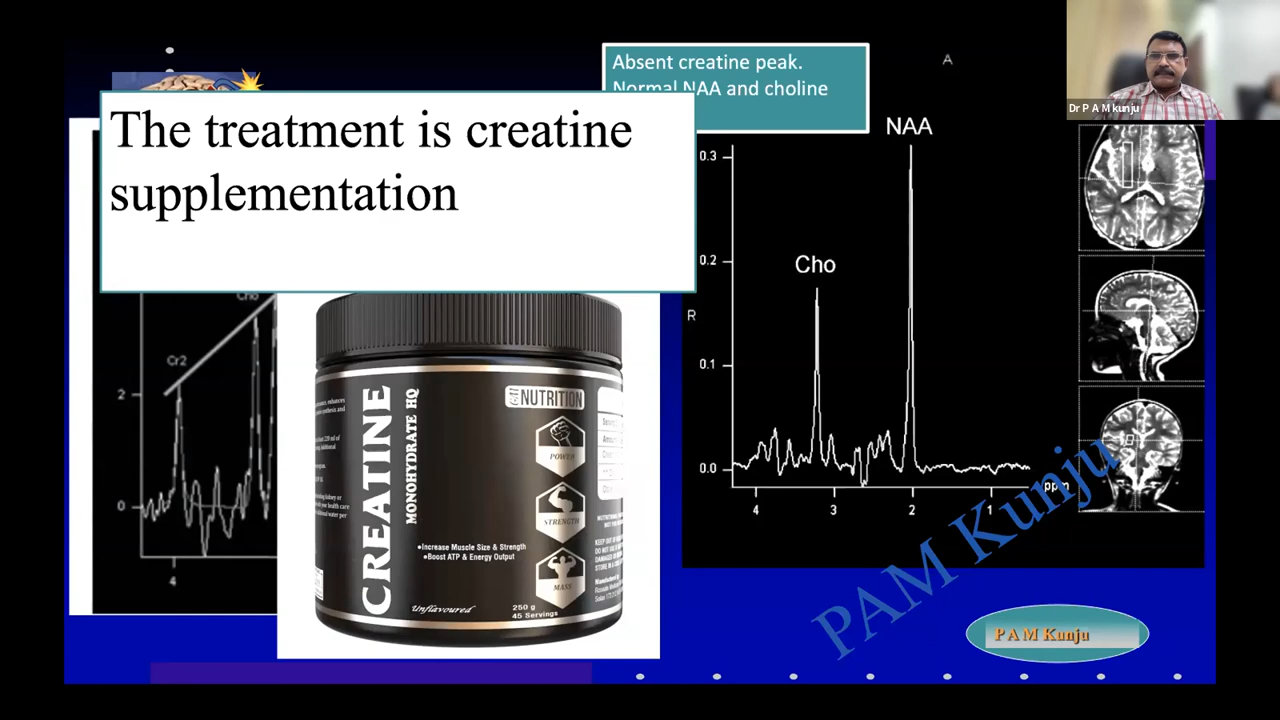 Absent creatine peak.
Normal NAA and choline
The treatment is creatine
supplementation
A
Dr P A M kunju
NAA
0.3
0.2
0.1
0.0
Cho
R
4
3
2
1
ppm
Cho
Cr2
2
0
4
CREATINE
MONOHYDRATE HQ
NUTRITION
POWER
STRENGTH
MASS
•Increase Muscle Size & Strength
•Boost ATP & Energy Output
Unflavoured
250 g
45 Servings
PAM Kunju
P A M Kunju